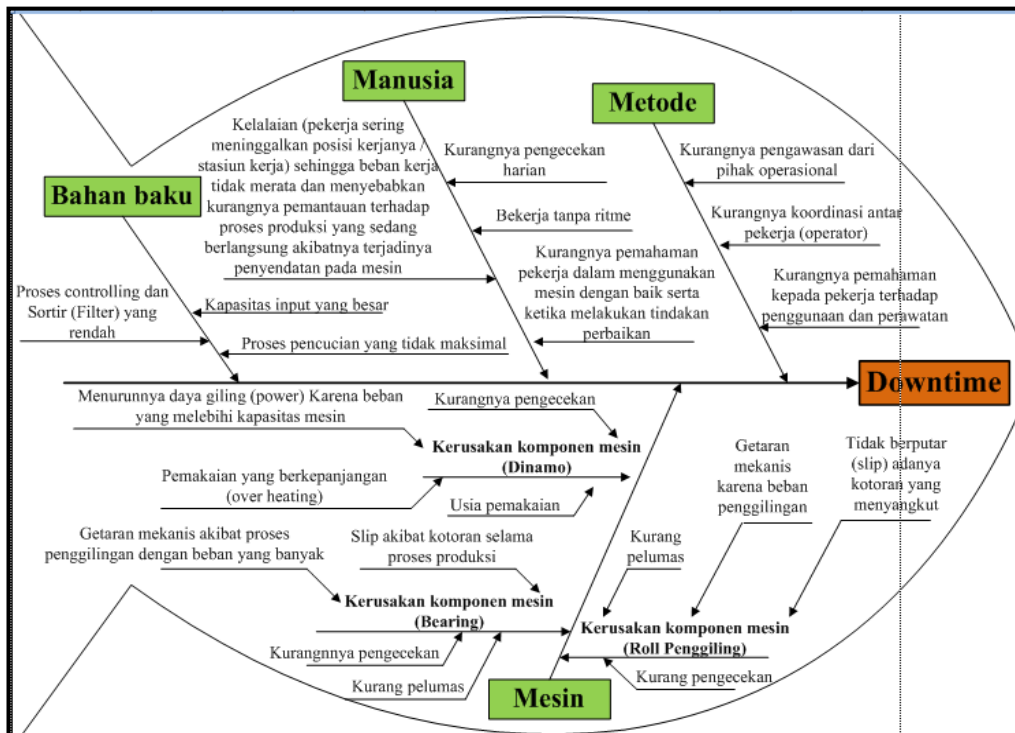 Manusia
Metode
Bahan baku
Kelalaian (pekerja sering
meninggalkan posisi kerjanya /
stasiun kerja) sehingga beban kerja
tidak merata dan menyebabkan
kurangnya pemantauan terhadap
proses produksi yang sedang
berlangsung akibatnya terjadinya
penyendatan pada mesin
Kurangnya pengecekan
harian
Bekerja tanpa ritme
Kurangnya pemahaman
pekerja dalam menggunakan
mesin dengan baik serta
ketika melakukan tindakan
perbaikan
Kurangnya pengawasan dari
pihak operasional
Kurangnya koordinasi antar
pekerja (operator)
Kurangnya pemahaman
kepada pekerja terhadap
penggunaan dan perawatan
Proses controlling dan
Sortir (Filter) yang
rendah
Kapasitas input yang besar
Proses pencucian yang tidak maksimal
Downtime
Menurunnya daya giling (power) Karena beban
yang melebihi kapasitas mesin
Kurangnya pengecekan
Kerusakan komponen mesin
(Dinamo)
Pemakaian yang berkepanjangan
(over heating)
Usia pemakaian
Getaran
mekanis
karena beban
penggilingan
Tidak berputar
(slip) adanya
kotoran yang
menyangkut
Getaran mekanis akibat proses
penggilingan dengan beban yang banyak
Slip akibat kotoran selama
proses produksi
Kurang
pelumas
Kerusakan komponen mesin
(Bearing)
Kurangnnya pengecekan
Kurang pelumas
Kerusakan komponen mesin
(Roll Penggiling)
Kurang pengecekan
Mesin